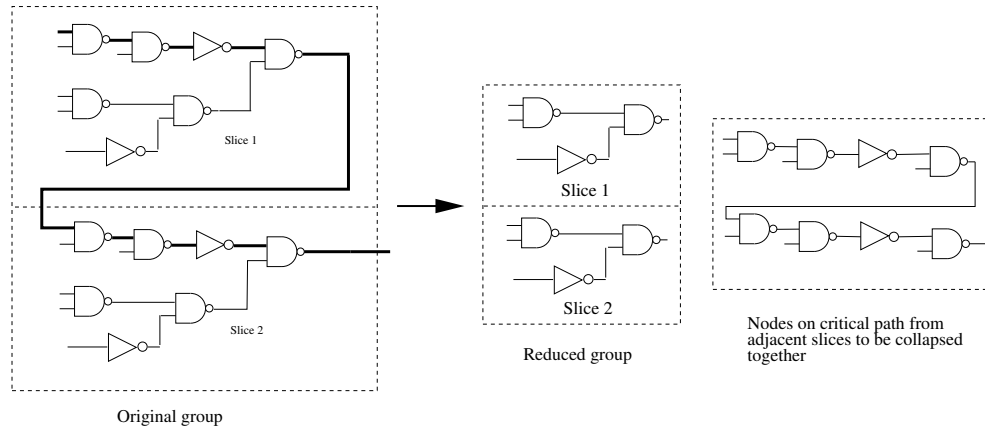 Slice 1
Slice 2
Original group
Slice 1
Slice 2
Reduced group
Nodes on critical path from
adjacent slices to be collapsed
together